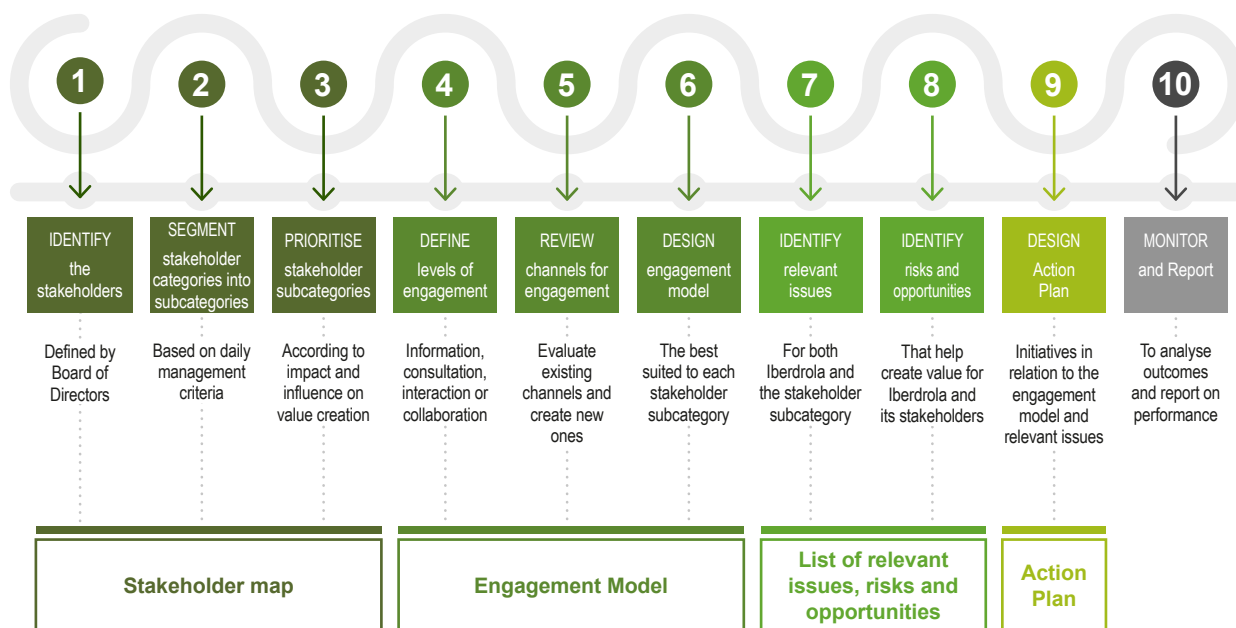 1
2
3
4
5
6
7
8
9
10
IDENTIFY
the
stakeholders
SEGMENT
stakeholder
categories into
subcategories
PRIORITISE
stakeholder
subcategories
DEFINE
levels of
engagement
REVIEW
channels for
engagement
DESIGN
engagement
model
IDENTIFY
relevant
issues
IDENTIFY
risks and
opportunities
DESIGN
Action
Plan
MONITOR
and Report
Defined by
Board of
Directors
Based on daily
management
criteria
According to
impact and
influence on
value creation
Information,
consultation,
interaction or
collaboration
Evaluate
existing
channels and
create new
ones
The best
suited to each
stakeholder
subcategory
For both
Iberdrola and
the stakeholder
subcategory
That help
create value for
Iberdrola and
its stakeholders
Initiatives in
relation to the
engagement
model and
relevant issues
To analyse
outcomes
and report on
performance
Stakeholder map
Engagement Model
List of relevant
issues, risks and
opportunities
Action
Plan